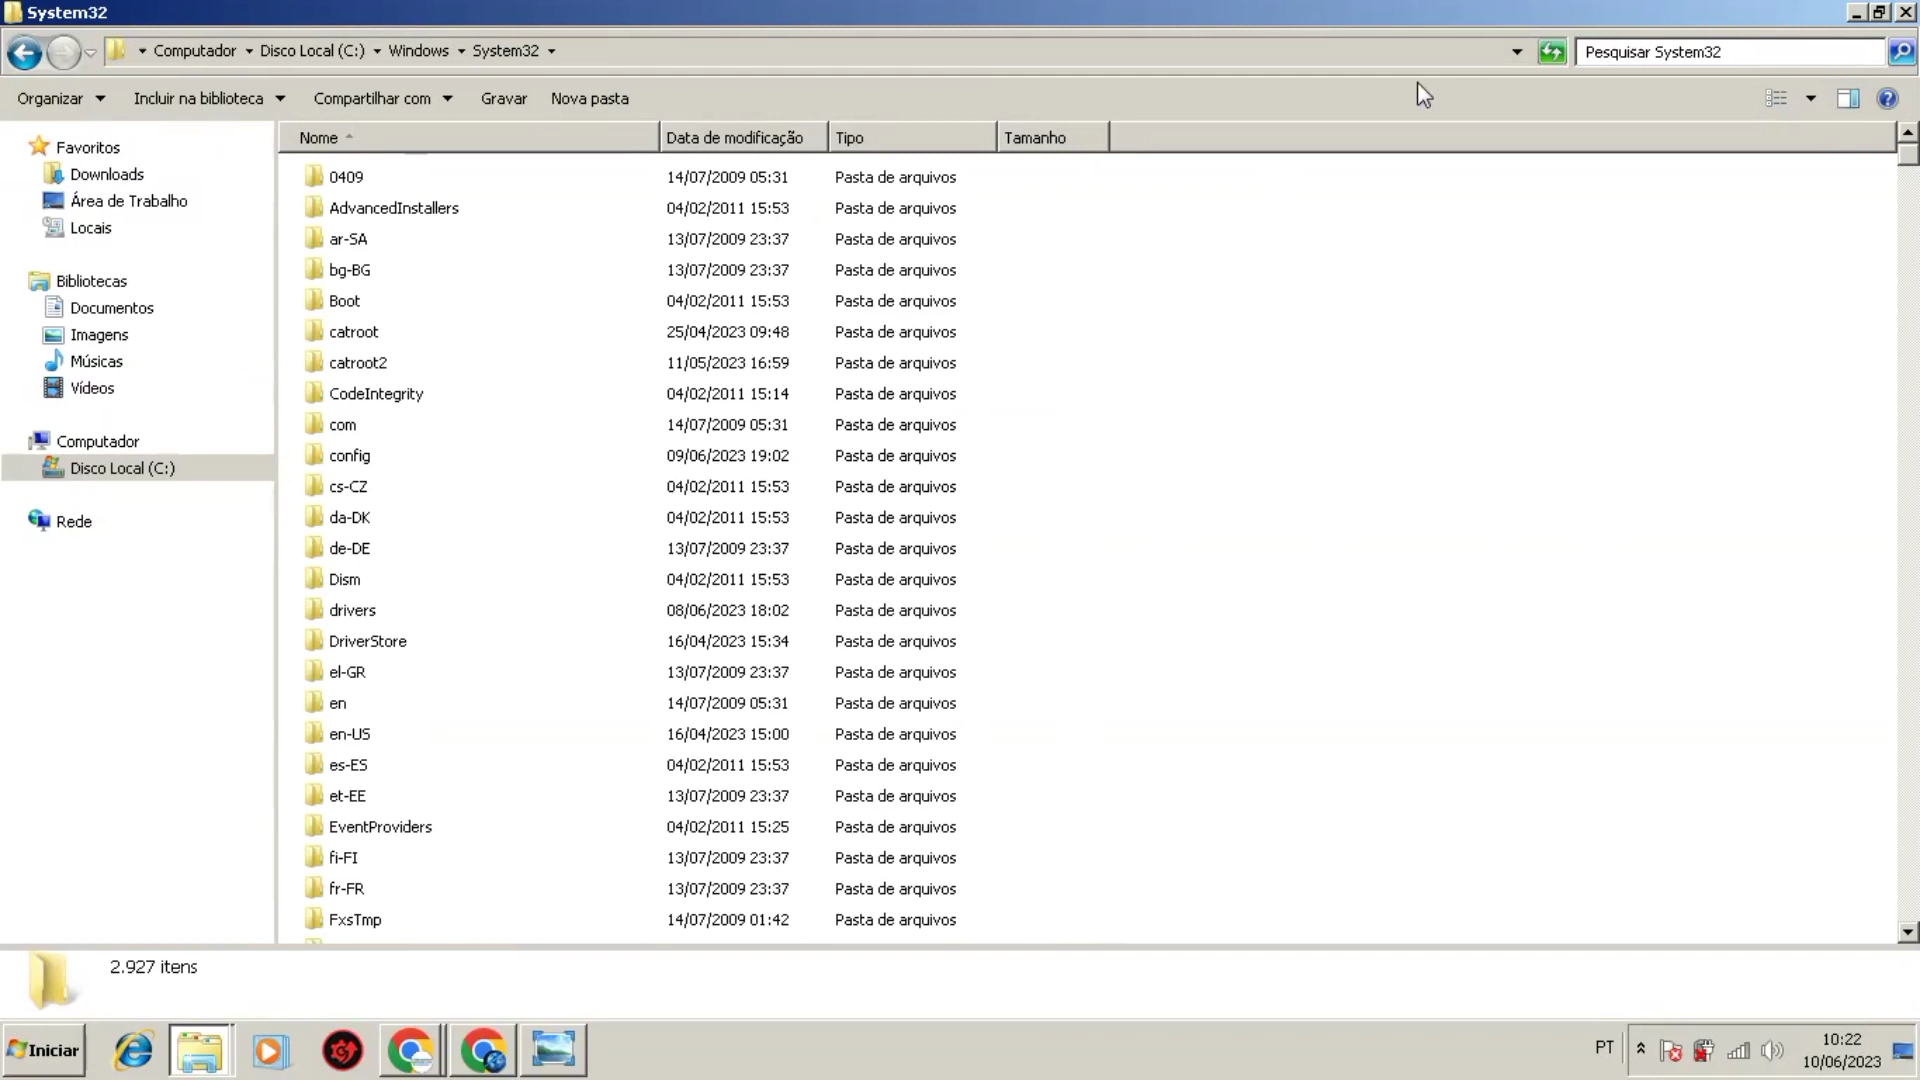 System32
Computador Disco Local (C:) Windows System32
Pesquisar System32
Organizar Incluir na biblioteca Compartilhar com Gravar Nova pasta
Favoritos
Downloads
Área de Trabalho
Locais
Bibliotecas
Documentos
Imagens
Músicas
Vídeos
Computador
Disco Local (C:)
Rede
Nome Data de modificação Tipo Tamanho
0409 14/07/2009 05:31 Pasta de arquivos
AdvancedInstallers 04/02/2011 15:53 Pasta de arquivos
ar-SA 13/07/2009 23:37 Pasta de arquivos
bg-BG 13/07/2009 23:37 Pasta de arquivos
Boot 04/02/2011 15:53 Pasta de arquivos
catroot 25/04/2023 09:48 Pasta de arquivos
catroot2 11/05/2023 16:59 Pasta de arquivos
CodeIntegrity 04/02/2011 15:14 Pasta de arquivos
com 14/07/2009 05:31 Pasta de arquivos
config 09/06/2023 19:02 Pasta de arquivos
cs-CZ 04/02/2011 15:53 Pasta de arquivos
da-DK 04/02/2011 15:53 Pasta de arquivos
de-DE 13/07/2009 23:37 Pasta de arquivos
Dism 04/02/2011 15:53 Pasta de arquivos
drivers 08/06/2023 18:02 Pasta de arquivos
DriverStore 16/04/2023 15:34 Pasta de arquivos
el-GR 13/07/2009 23:37 Pasta de arquivos
en 14/07/2009 05:31 Pasta de arquivos
en-US 16/04/2023 15:00 Pasta de arquivos
es-ES 04/02/2011 15:53 Pasta de arquivos
et-EE 13/07/2009 23:37 Pasta de arquivos
EventProviders 04/02/2011 15:25 Pasta de arquivos
fi-FI 13/07/2009 23:37 Pasta de arquivos
fr-FR 13/07/2009 23:37 Pasta de arquivos
FxsTmp 14/07/2009 01:42 Pasta de arquivos
2.927 itens
Iniciar
PT
10:22
10/06/2023